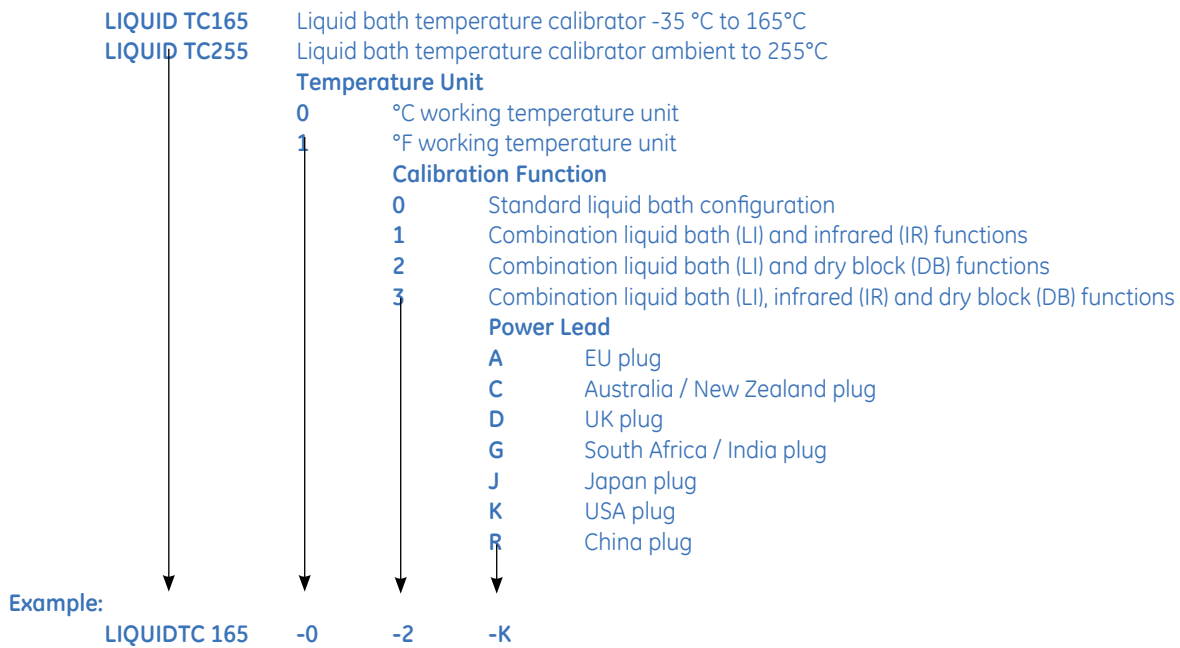 LIQUID TC165 Liquid bath temperature calibrator -35 °C to 165°C
LIQUID TC255 Liquid bath temperature calibrator ambient to 255°C
Temperature Unit
0 °C working temperature unit
1 °F working temperature unit
Calibration Function
0 Standard liquid bath configuration
1 Combination liquid bath (LI) and infrared (IR) functions
2 Combination liquid bath (LI) and dry block (DB) functions
3 Combination liquid bath (LI), infrared (IR) and dry block (DB) functions
Power Lead
A EU plug
C Australia / New Zealand plug
D UK plug
G South Africa / India plug
J Japan plug
K USA plug
R China plug
Example:
LIQUIDTC 165 -0 -2 -K